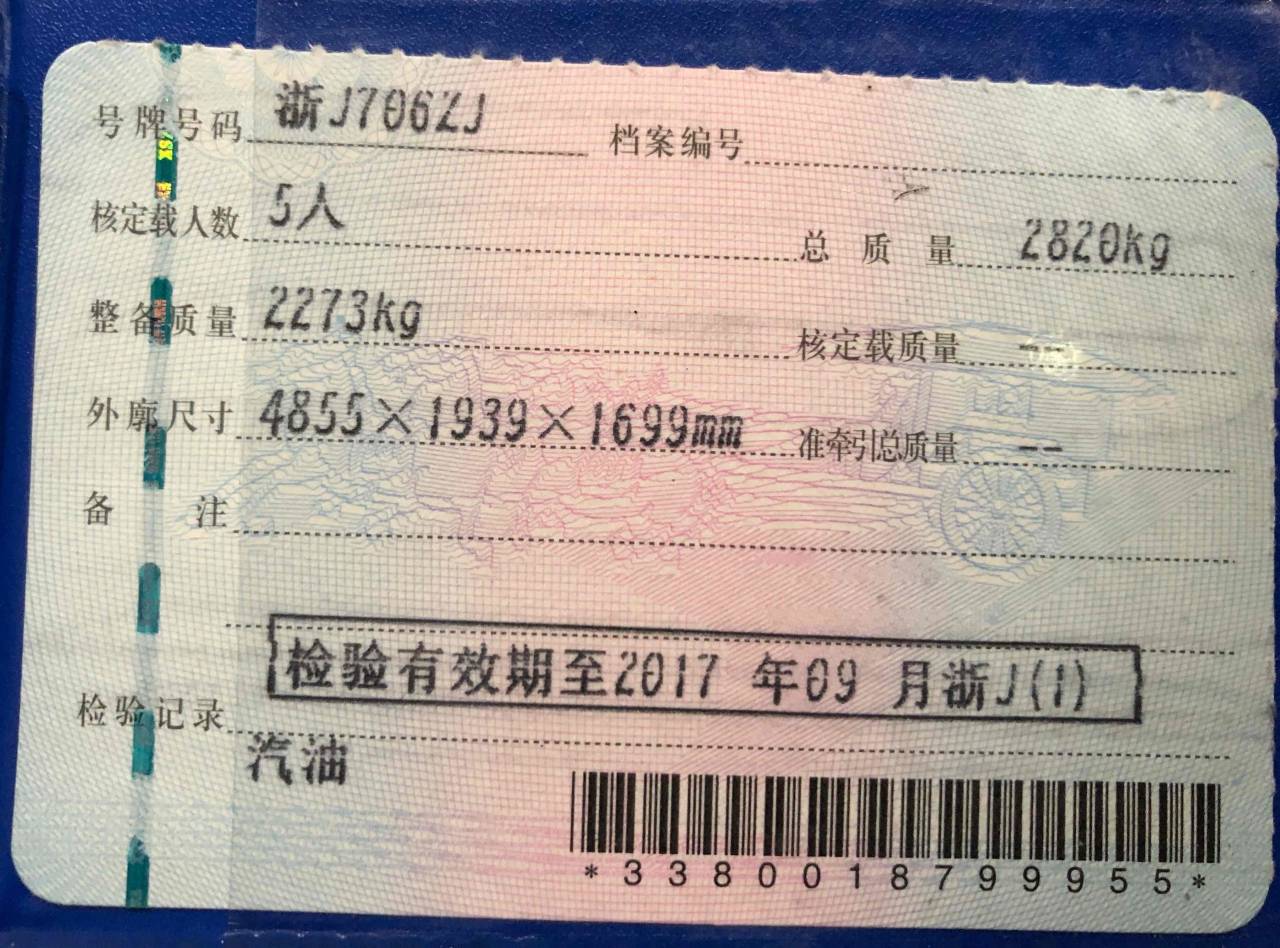 号牌号码 浙J706ZJ 档案编号
核定载人数 5人 总质量 2820kg
整备质量 2273kg 核定载质量 --
外廓尺寸 4855×1939×1699mm 准牵引总质量 --
备注
检验有效期至2017 年09 月浙J(1)
检验记录
汽油
*3380018799955*